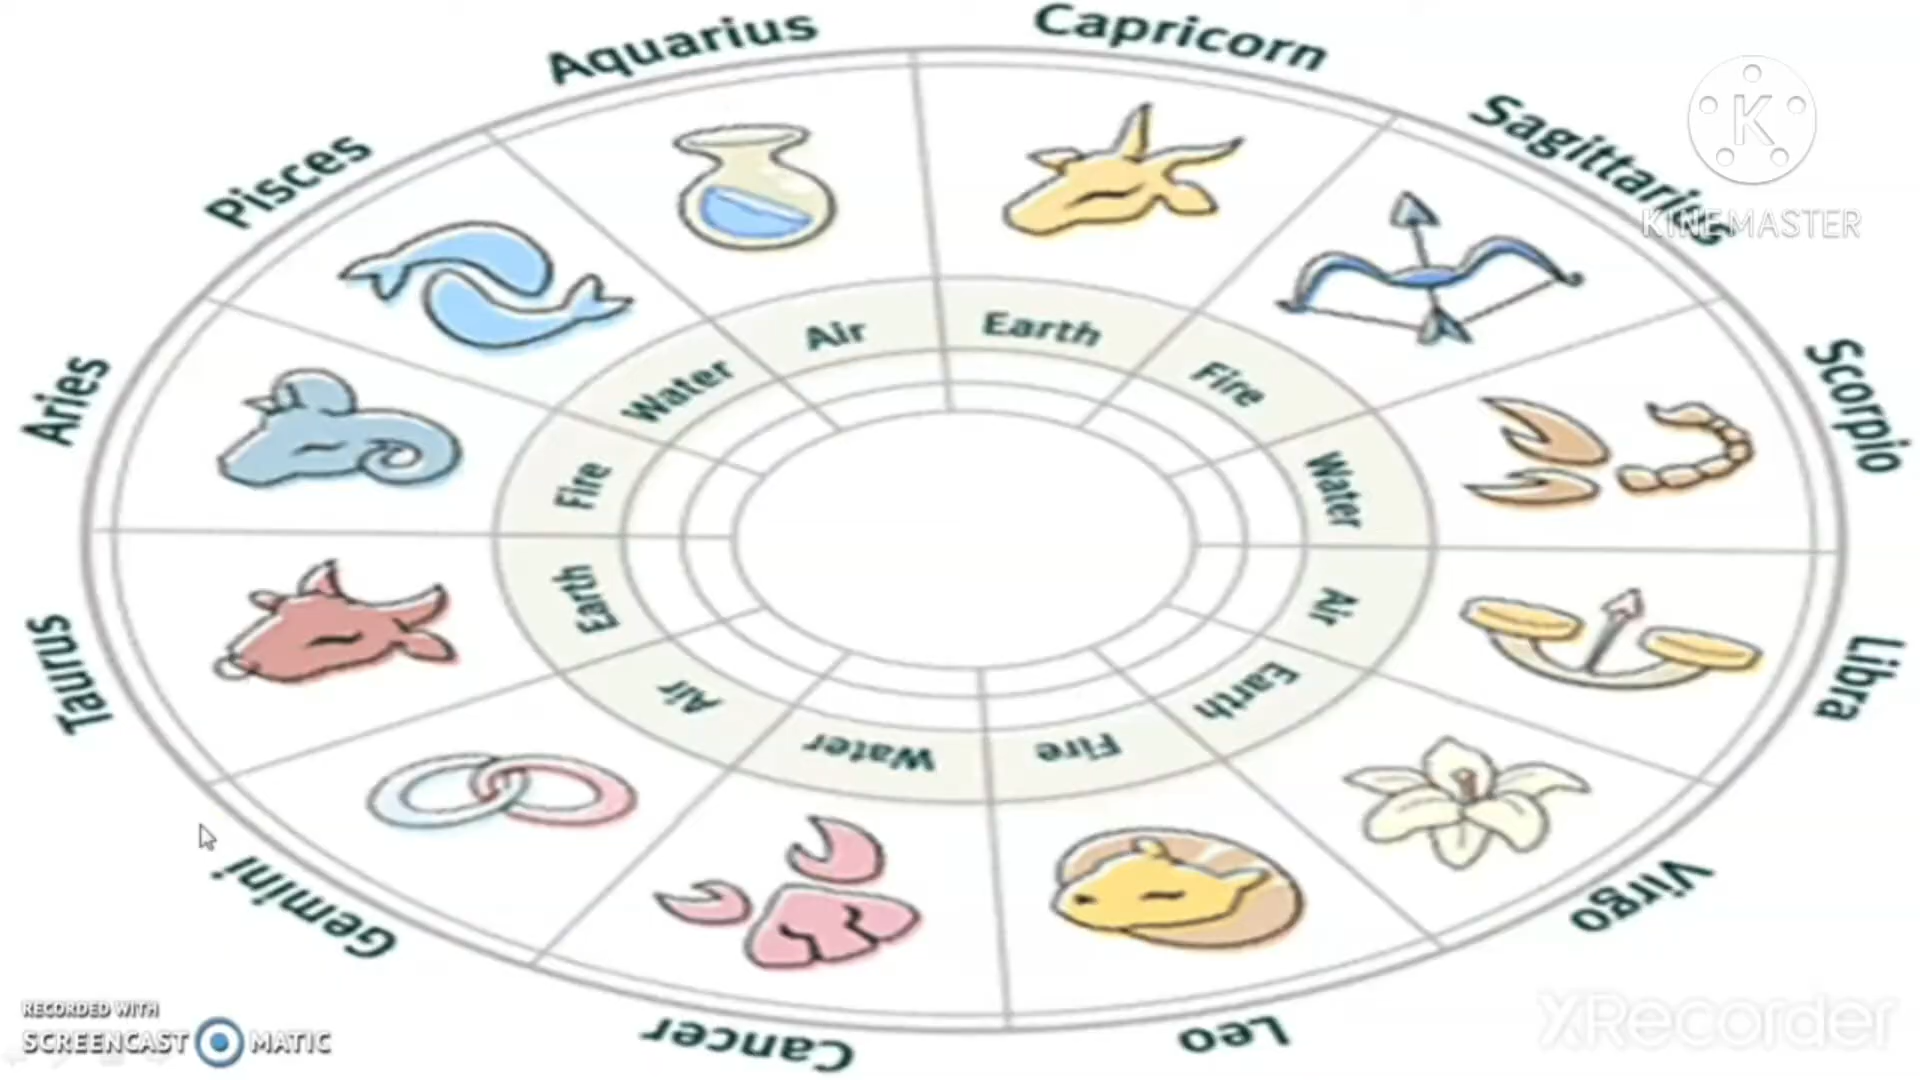 Aquarius
Capricorn
Sagittarius
Pisces
Aries
Scorpio
Taurus
Libra
Gemini
Virgo
Cancer
Leo
Air
Earth
Fire
Water
Fire
Water
Earth
Air
Air
Earth
Water
Fire
K
KINEMASTER
RECORDED WITH
SCREENCAST MATIC
XRecorder